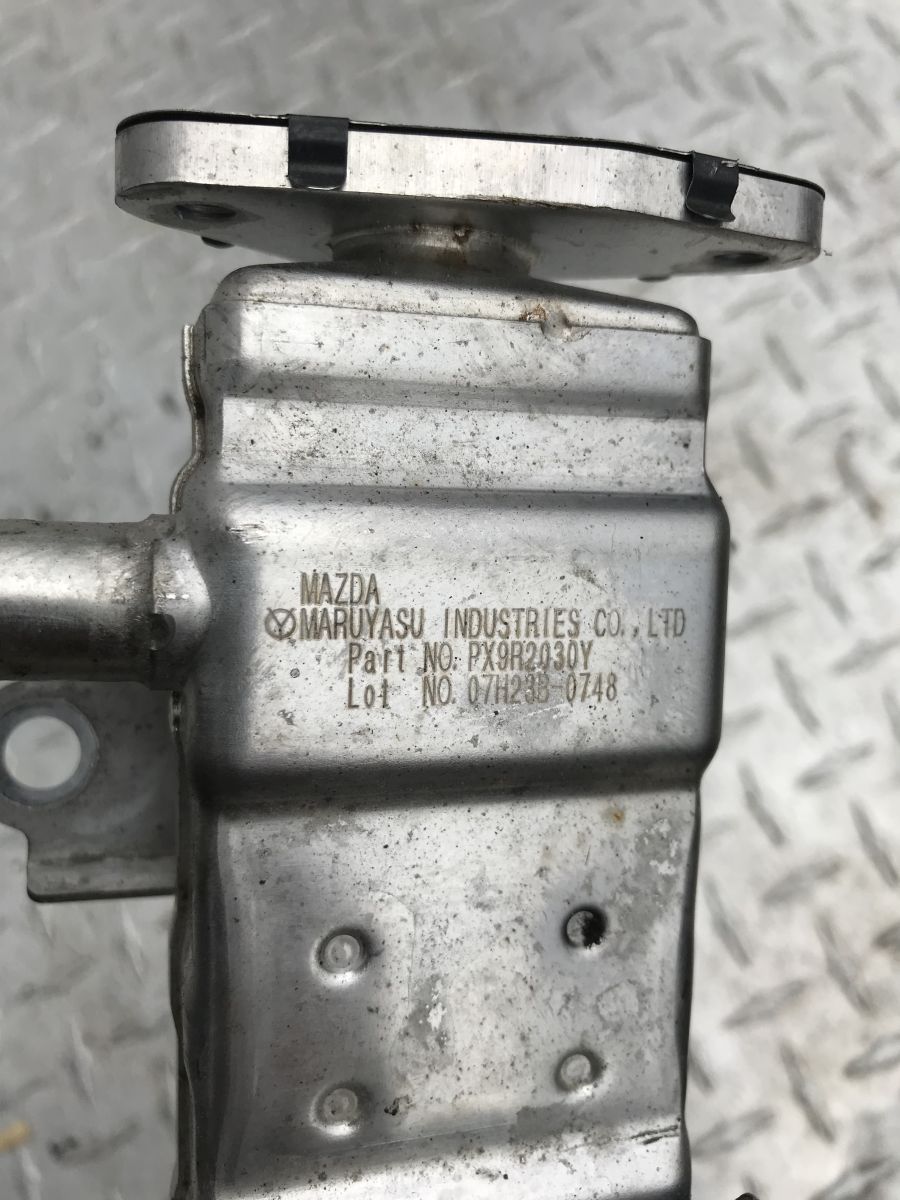 MAZDA
MARUYASU INDUSTRIES CO.,LTD
Part NO. PX9R2030Y
Lot NO. 07H23B-0748